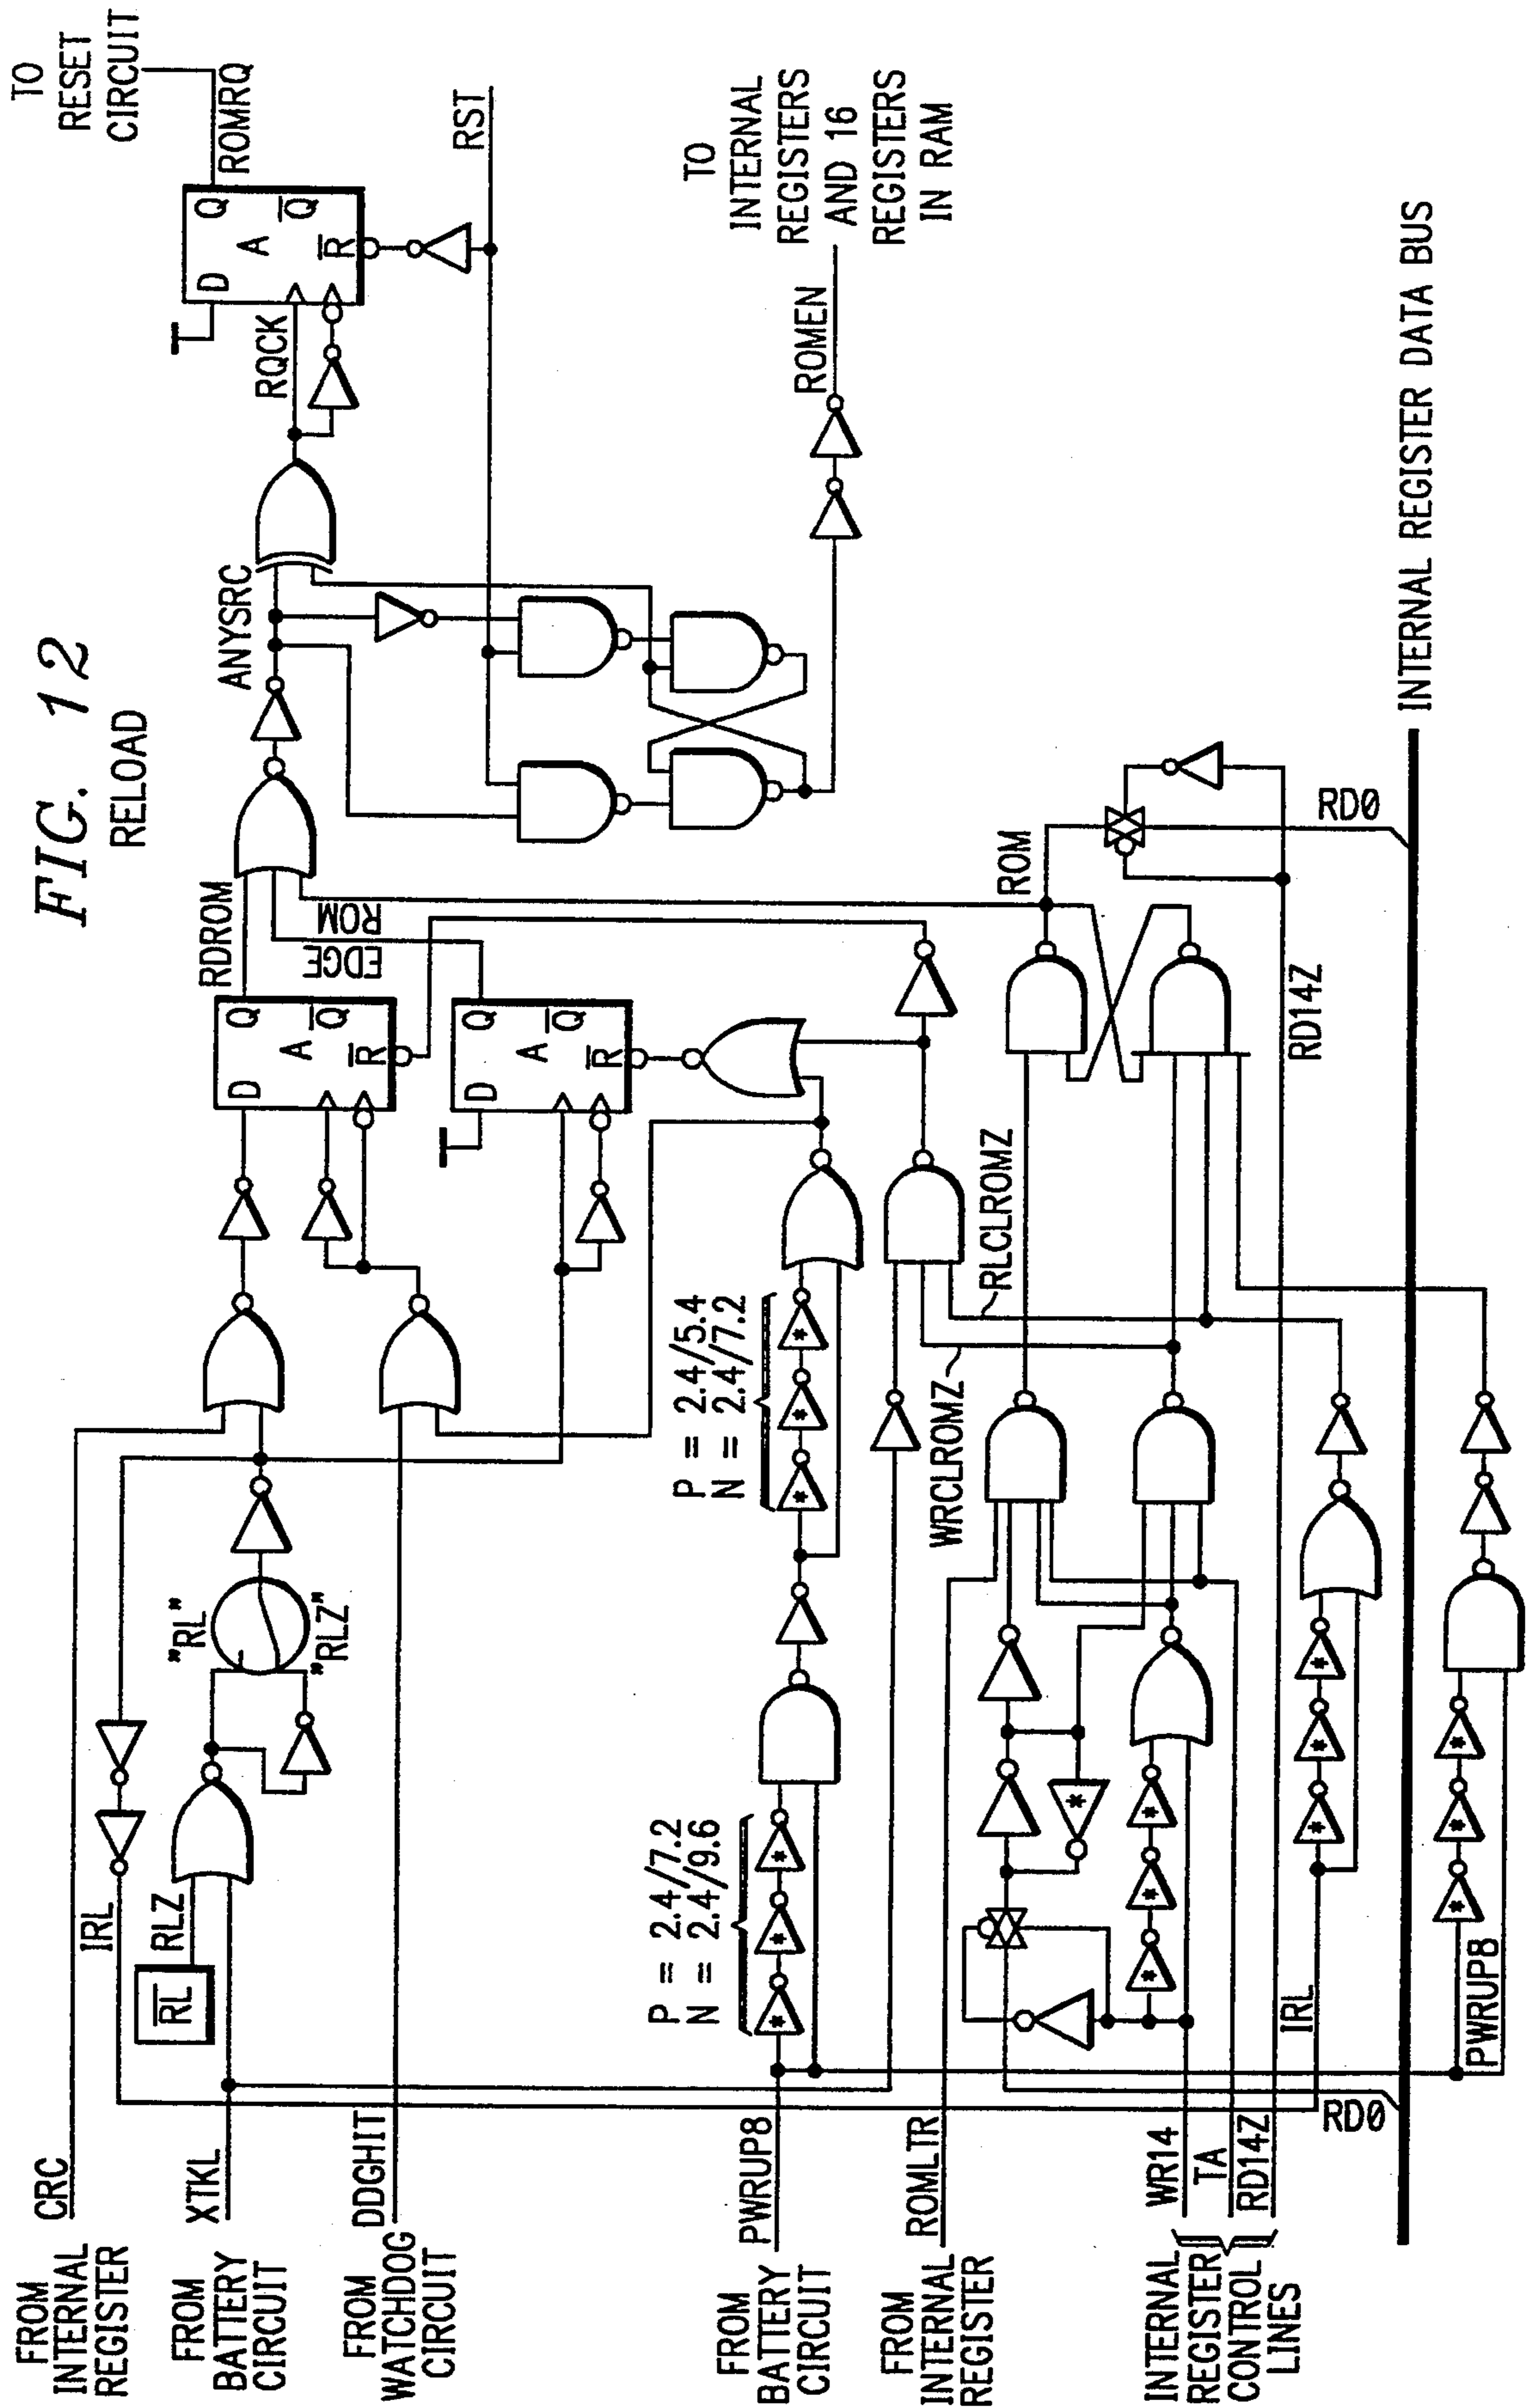 FIG. 12
RELOAD
FROM
INTERNAL
REGISTER
CRC
FROM
BATTERY
CIRCUIT
XTKL
FROM
WATCHDOG
CIRCUIT
DDGHIT
FROM
BATTERY
CIRCUIT
PWRUP8
FROM
INTERNAL
REGISTER
ROMLTR
INTERNAL
REGISTER
CONTROL
LINES
WR14
TA
RD14Z
IRL
RL
RLZ
"RL"
"RLZ"
P = 2.4/7.2
N = 2.4/9.6
P = 2.4/5.4
N = 2.4/7.2
* * *
* * *
*
* * *
IRL
* * *
PWRUP8
* * *
RD0
WRCLROMZ
RLCLROMZ
D
Q
A
Q
R
D
Q
A
Q
R
RDROM
EDGE
ROM
ROM
RD14Z
RD0
ANYSRC
RQCK
D
Q
A
Q
R
ROMRQ
TO
RESET
CIRCUIT
RST
ROMEN
TO
INTERNAL
REGISTERS
AND 16
REGISTERS
IN RAM
INTERNAL REGISTER DATA BUS